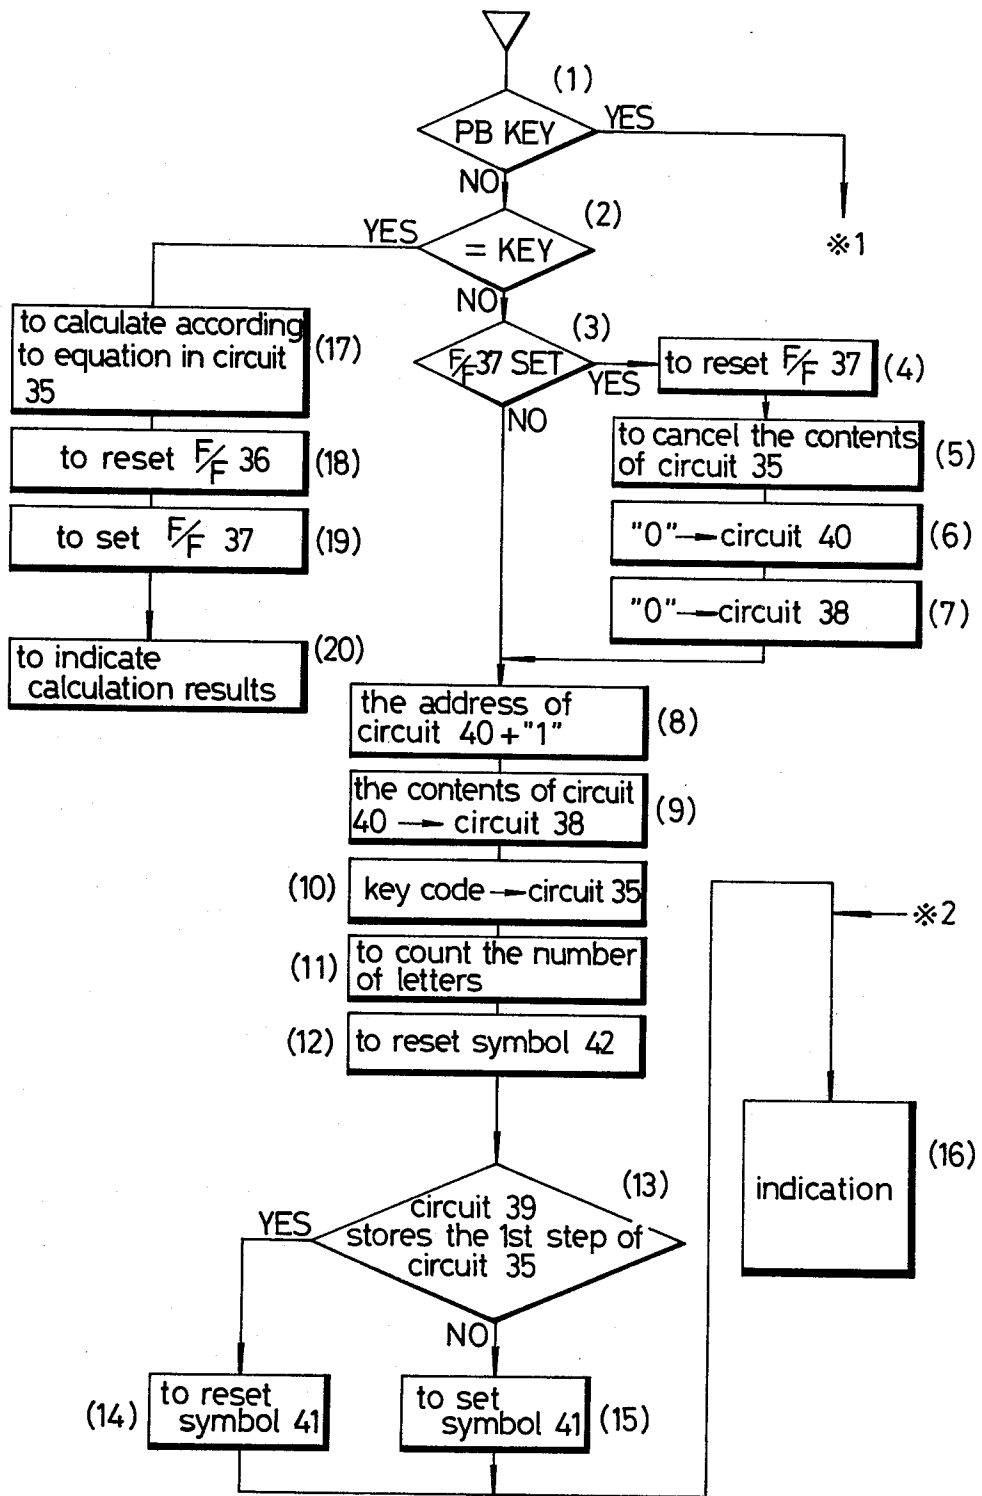 (1)
PB KEY
YES
NO
※1
(2)
= KEY
YES
NO
(3)
F/F 37 SET
YES
NO
to reset F/F 37
(4)
to cancel the contents
of circuit 35
(5)
"0"→circuit 40
(6)
"0"→circuit 38
(7)
to calculate according
to equation in circuit
35
(17)
to reset F/F 36
(18)
to set F/F 37
(19)
to indicate
calculation results
(20)
the address of
circuit 40+"1"
(8)
the contents of circuit
40 → circuit 38
(9)
(10)
key code→circuit 35
(11)
to count the number
of letters
(12)
to reset symbol 42
(13)
circuit 39
stores the 1st step of
circuit 35
YES
NO
(14)
to reset
symbol 41
to set
symbol 41
(15)
※2
indication
(16)